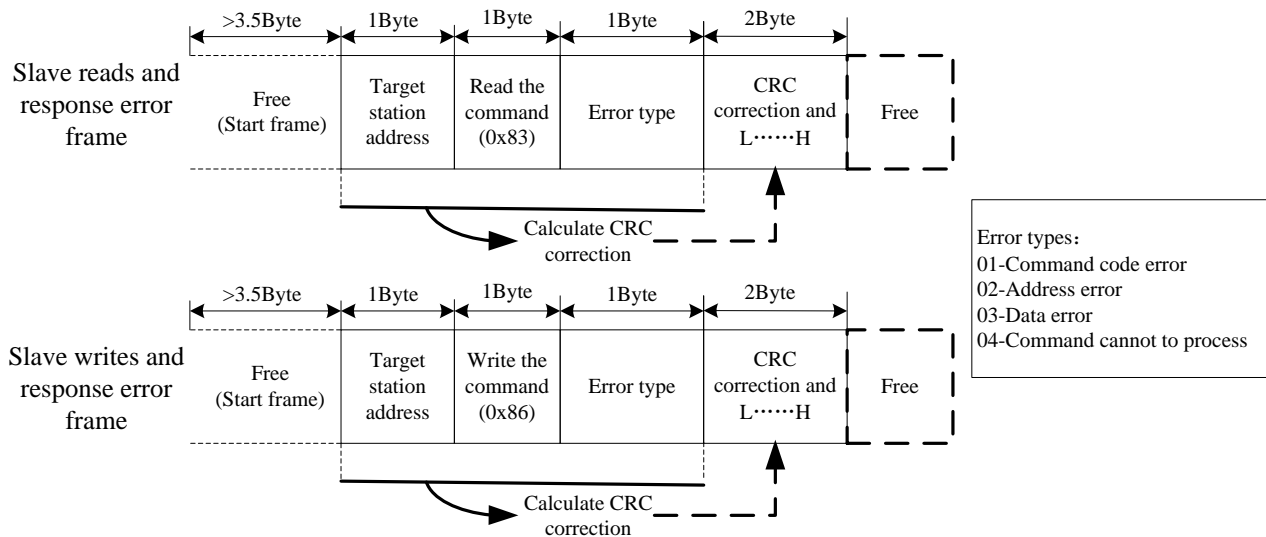 >3.5Byte
1Byte
1Byte
1Byte
2Byte
Slave reads and
response error
frame
Free
(Start frame)
Target
station
address
Read the
command
(0x83)
Error type
CRC
correction and
L⋯⋯H
Free
Calculate CRC
correction
>3.5Byte
1Byte
1Byte
1Byte
2Byte
Slave writes and
response error
frame
Free
(Start frame)
Target
station
address
Write the
command
(0x86)
Error type
CRC
correction and
L⋯⋯H
Free
Calculate CRC
correction
Error types：
01-Command code error
02-Address error
03-Data error
04-Command cannot to process